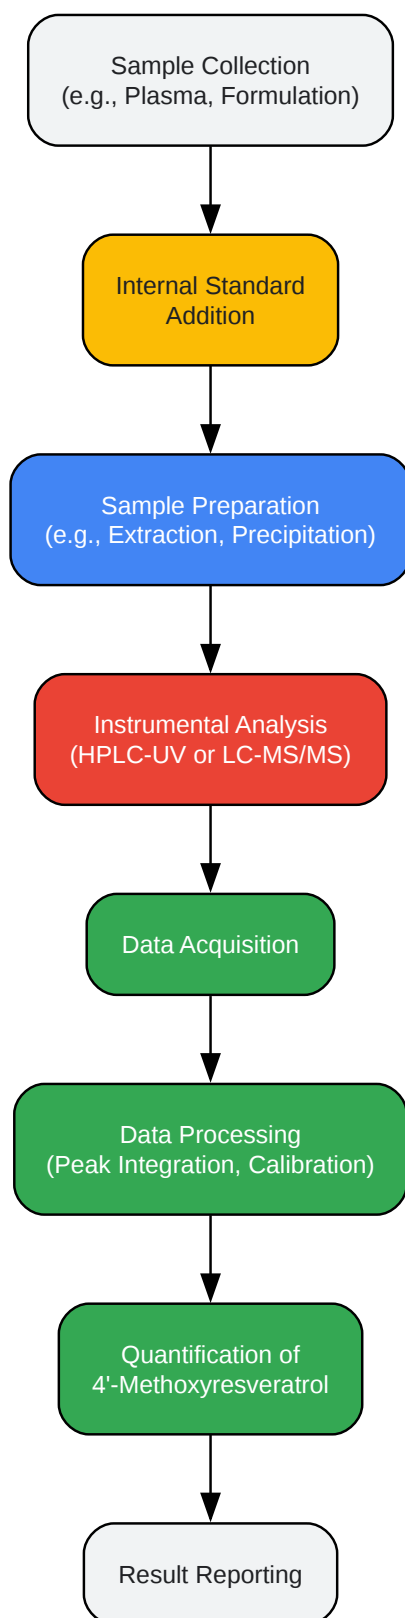 Sample Collection
(e.g., Plasma, Formulation)
Internal Standard
Addition
Sample Preparation
(e.g., Extraction, Precipitation)
Instrumental Analysis
(HPLC-UV or LC-MS/MS)
Data Acquisition
Data Processing
(Peak Integration, Calibration)
Quantification of
4'-Methoxyresveratrol
Result Reporting